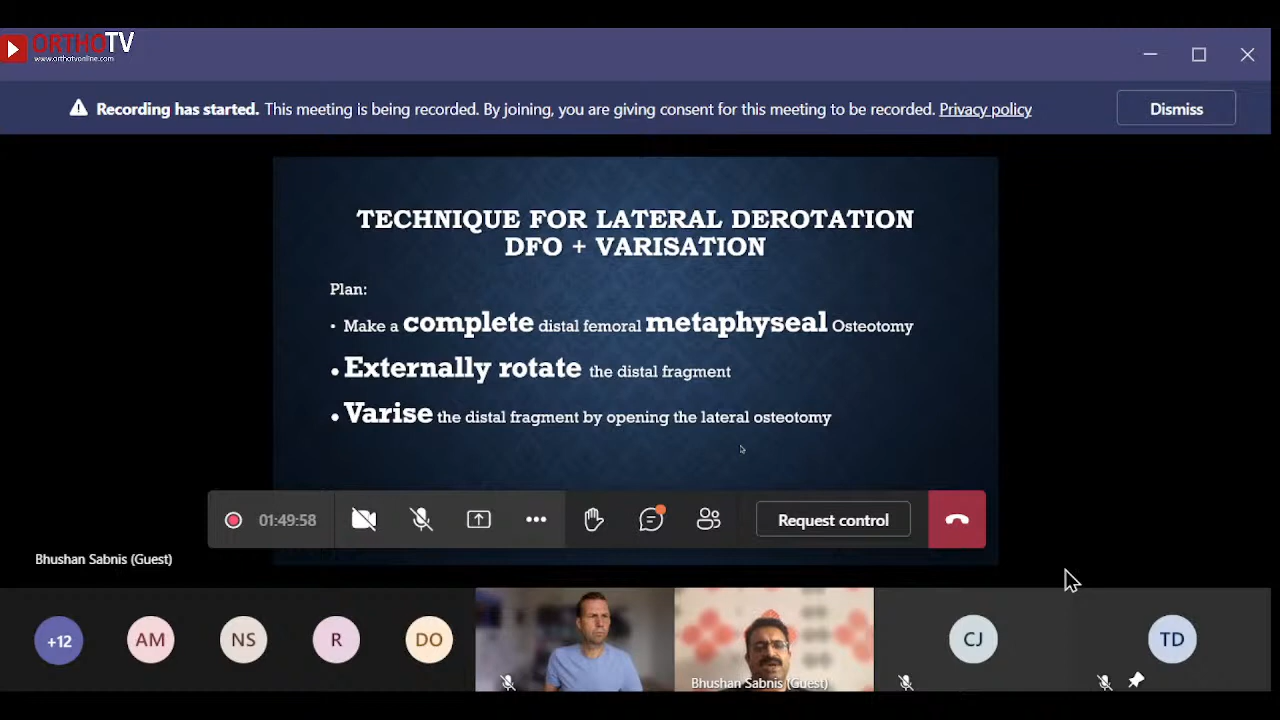 ORTHOTV
www.orthotvonline.com
Recording has started. This meeting is being recorded. By joining, you are giving consent for this meeting to be recorded. Privacy policy
Dismiss
TECHNIQUE FOR LATERAL DEROTATION
DFO + VARISATION
Plan:
• Make a complete distal femoral metaphyseal Osteotomy
• Externally rotate the distal fragment
• Varise the distal fragment by opening the lateral osteotomy
01:49:58
Request control
Bhushan Sabnis (Guest)
+12
AM
NS
R
DO
CJ
TD
Bhushan Sabnis (Guest)